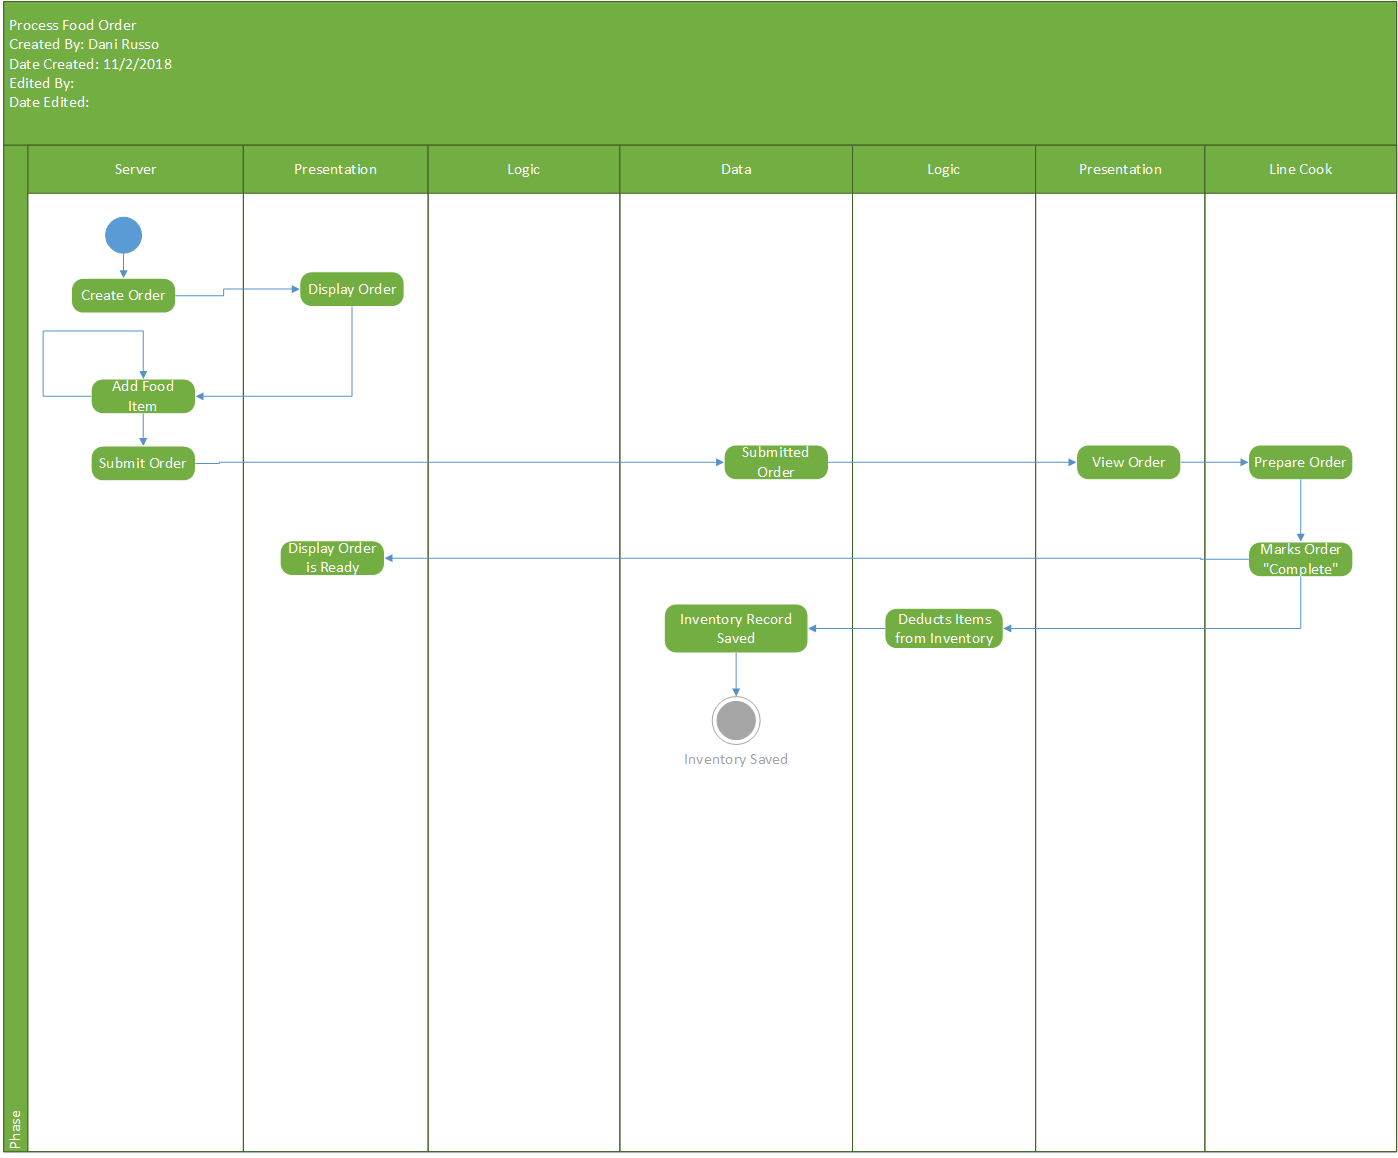 Process Food Order
Created By: Dani Russo
Date Created: 11/2/2018
Edited By:
Date Edited:
Server
Presentation
Logic
Data
Logic
Presentation
Line Cook
Create Order
Display Order
Add Food
Item
Submit Order
Submitted
Order
View Order
Prepare Order
Display Order
is Ready
Marks Order
"Complete"
Inventory Record
Saved
Deducts Items
from Inventory
Inventory Saved
Phase